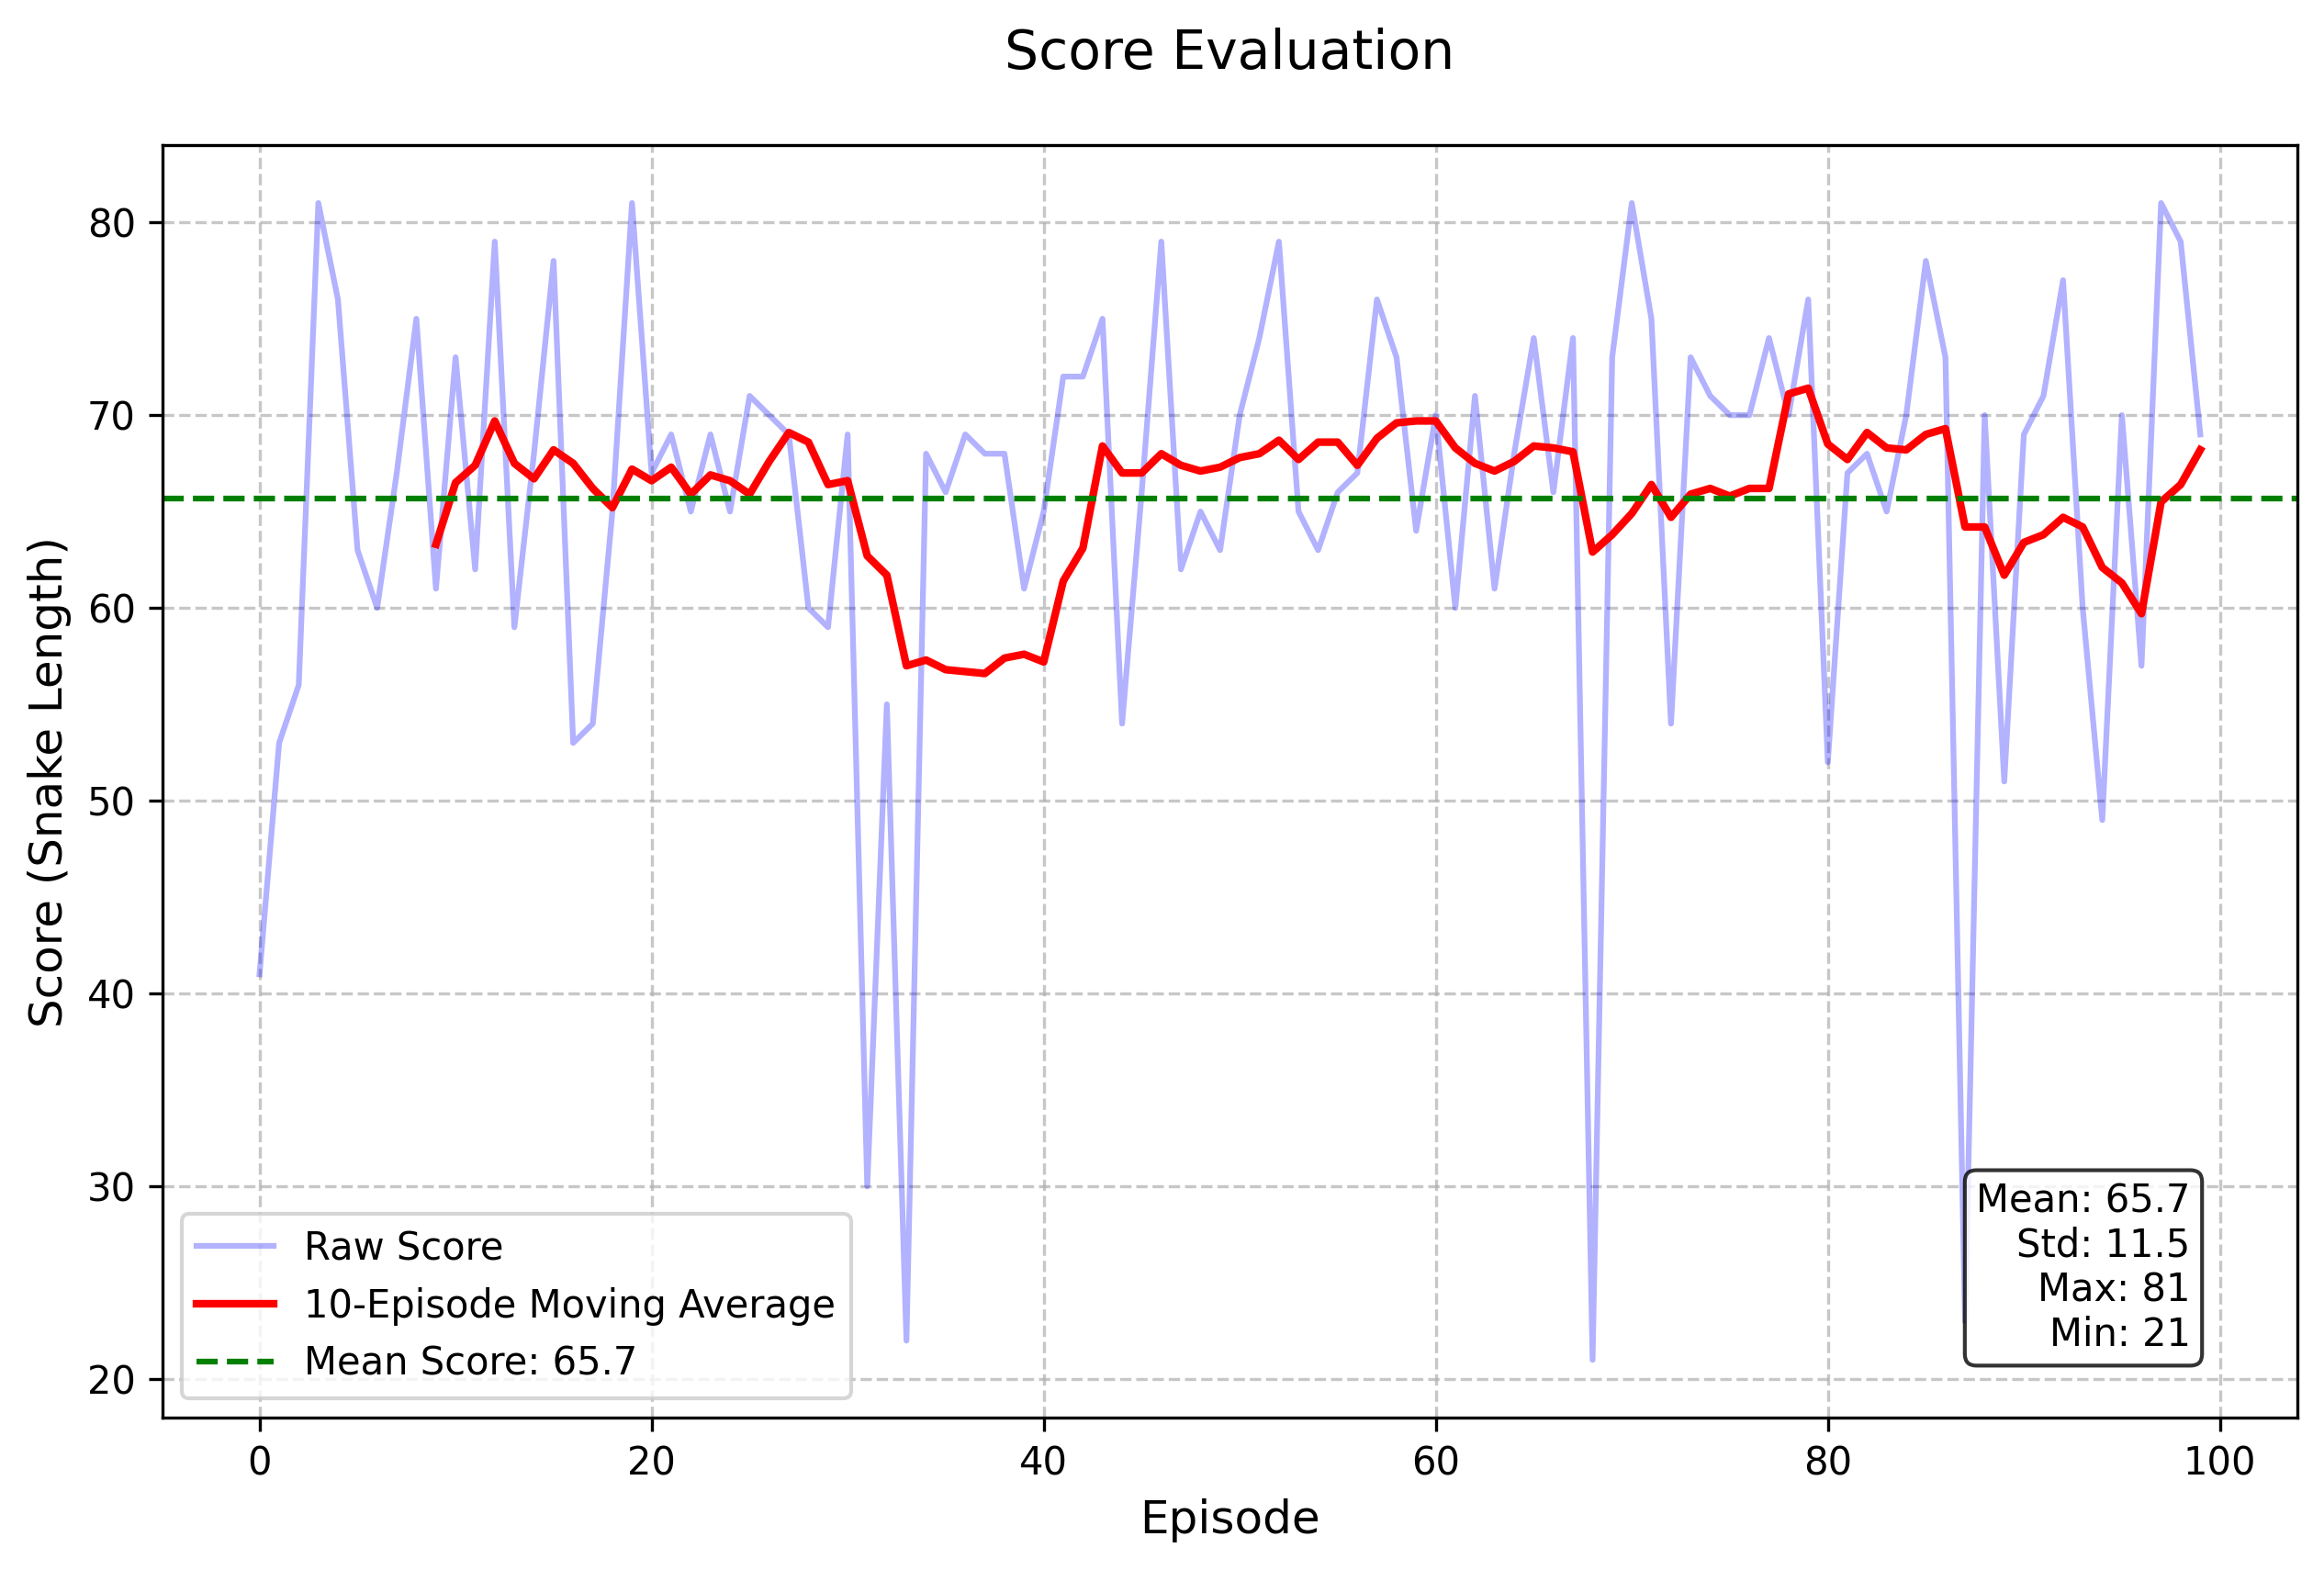 Score Evaluation
Score (Snake Length)
80
70
60
50
40
30
20
Raw Score
10-Episode Moving Average
Mean Score: 65.7
Mean: 65.7
Std: 11.5
Max: 81
Min: 21
0 20 40 60 80 100
Episode